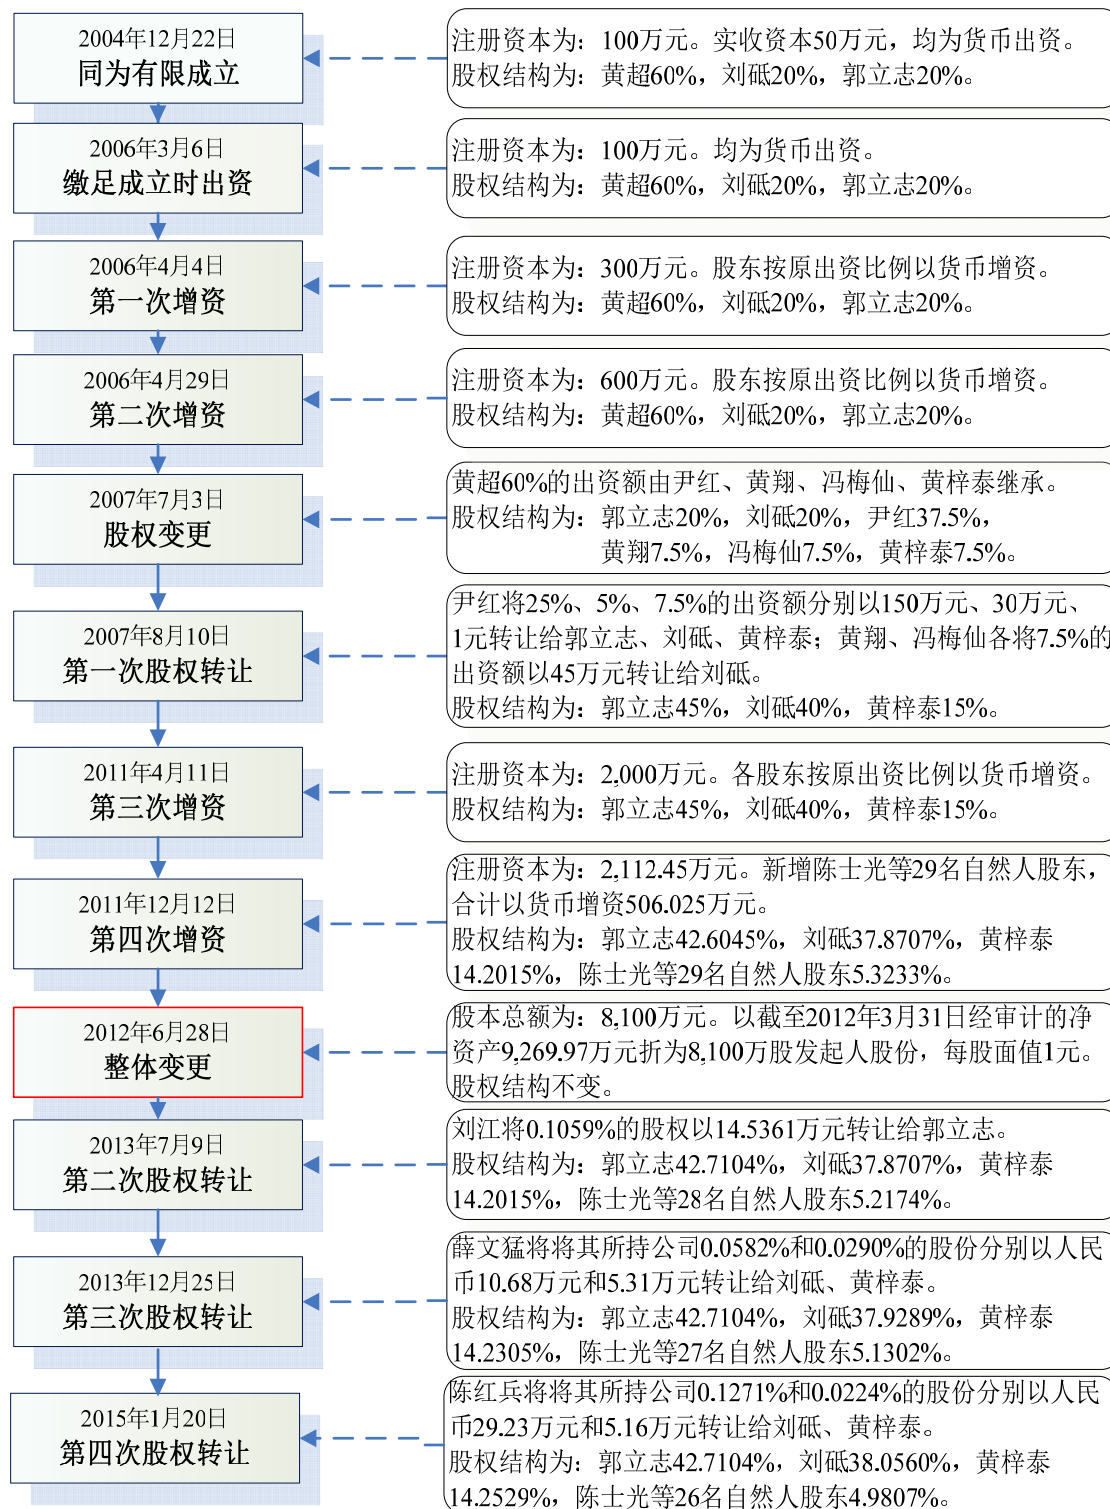 2004年12月22日
同为有限成立
注册资本为：100万元。实收资本50万元，均为货币出资。
股权结构为：黄超60%，刘砥20%，郭立志20%。
2006年3月6日
缴足成立时出资
注册资本为：100万元。均为货币出资。
股权结构为：黄超60%，刘砥20%，郭立志20%。
2006年4月4日
第一次增资
注册资本为：300万元。股东按原出资比例以货币增资。
股权结构为：黄超60%，刘砥20%，郭立志20%。
2006年4月29日
第二次增资
注册资本为：600万元。股东按原出资比例以货币增资。
股权结构为：黄超60%，刘砥20%，郭立志20%。
2007年7月3日
股权变更
黄超60%的出资额由尹红、黄翔、冯梅仙、黄梓泰继承。
股权结构为：郭立志20%，刘砥20%，尹红37.5%，
黄翔7.5%，冯梅仙7.5%，黄梓泰7.5%。
2007年8月10日
第一次股权转让
尹红将25%、5%、7.5%的出资额分别以150万元、30万元、
1元转让给郭立志、刘砥、黄梓泰；黄翔、冯梅仙各将7.5%的
出资额以45万元转让给刘砥。
股权结构为：郭立志45%，刘砥40%，黄梓泰15%。
2011年4月11日
第三次增资
注册资本为：2,000万元。各股东按原出资比例以货币增资。
股权结构为：郭立志45%，刘砥40%，黄梓泰15%。
2011年12月12日
第四次增资
注册资本为：2,112.45万元。新增陈士光等29名自然人股东，
合计以货币增资506.025万元。
股权结构为：郭立志42.6045%，刘砥37.8707%，黄梓泰
14.2015%，陈士光等29名自然人股东5.3233%。
2012年6月28日
整体变更
股本总额为：8,100万元。以截至2012年3月31日经审计的净
资产9,269.97万元折为8,100万股发起人股份，每股面值1元。
股权结构不变。
2013年7月9日
第二次股权转让
刘江将0.1059%的股权以14.5361万元转让给郭立志。
股权结构为：郭立志42.7104%，刘砥37.8707%，黄梓泰
14.2015%，陈士光等28名自然人股东5.2174%。
2013年12月25日
第三次股权转让
薛文猛将将其所持公司0.0582%和0.0290%的股份分别以人民
币10.68万元和5.31万元转让给刘砥、黄梓泰。
股权结构为：郭立志42.7104%，刘砥37.9289%，黄梓泰
14.2305%，陈士光等27名自然人股东5.1302%。
2015年1月20日
第四次股权转让
陈红兵将将其所持公司0.1271%和0.0224%的股份分别以人民
币29.23万元和5.16万元转让给刘砥、黄梓泰。
股权结构为：郭立志42.7104%，刘砥38.0560%，黄梓泰
14.2529%，陈士光等26名自然人股东4.9807%。